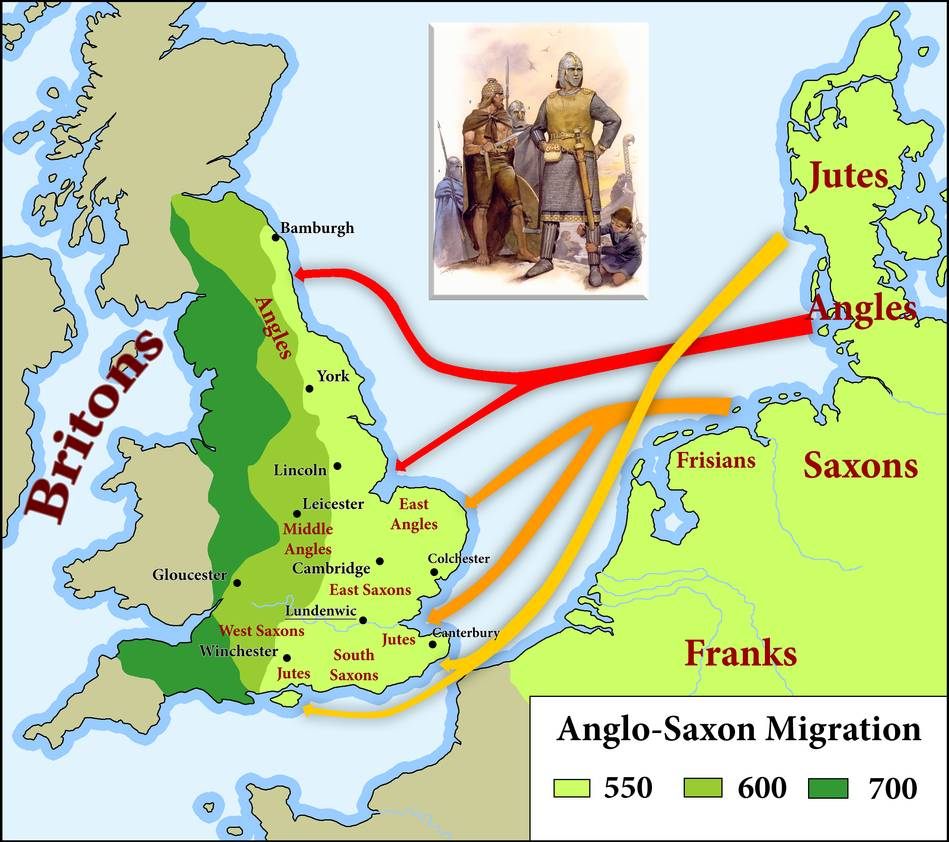 Jutes
Bamburgh
Angles
Angles
Britons
York
Lincoln
Frisians
Saxons
Leicester
East
Angles
Middle
Angles
Cambridge
Colchester
Gloucester
East Saxons
Lundenwic
West Saxons
Jutes
Canterbury
Winchester
South
Saxons
Jutes
Franks
Anglo-Saxon Migration
550 600 700